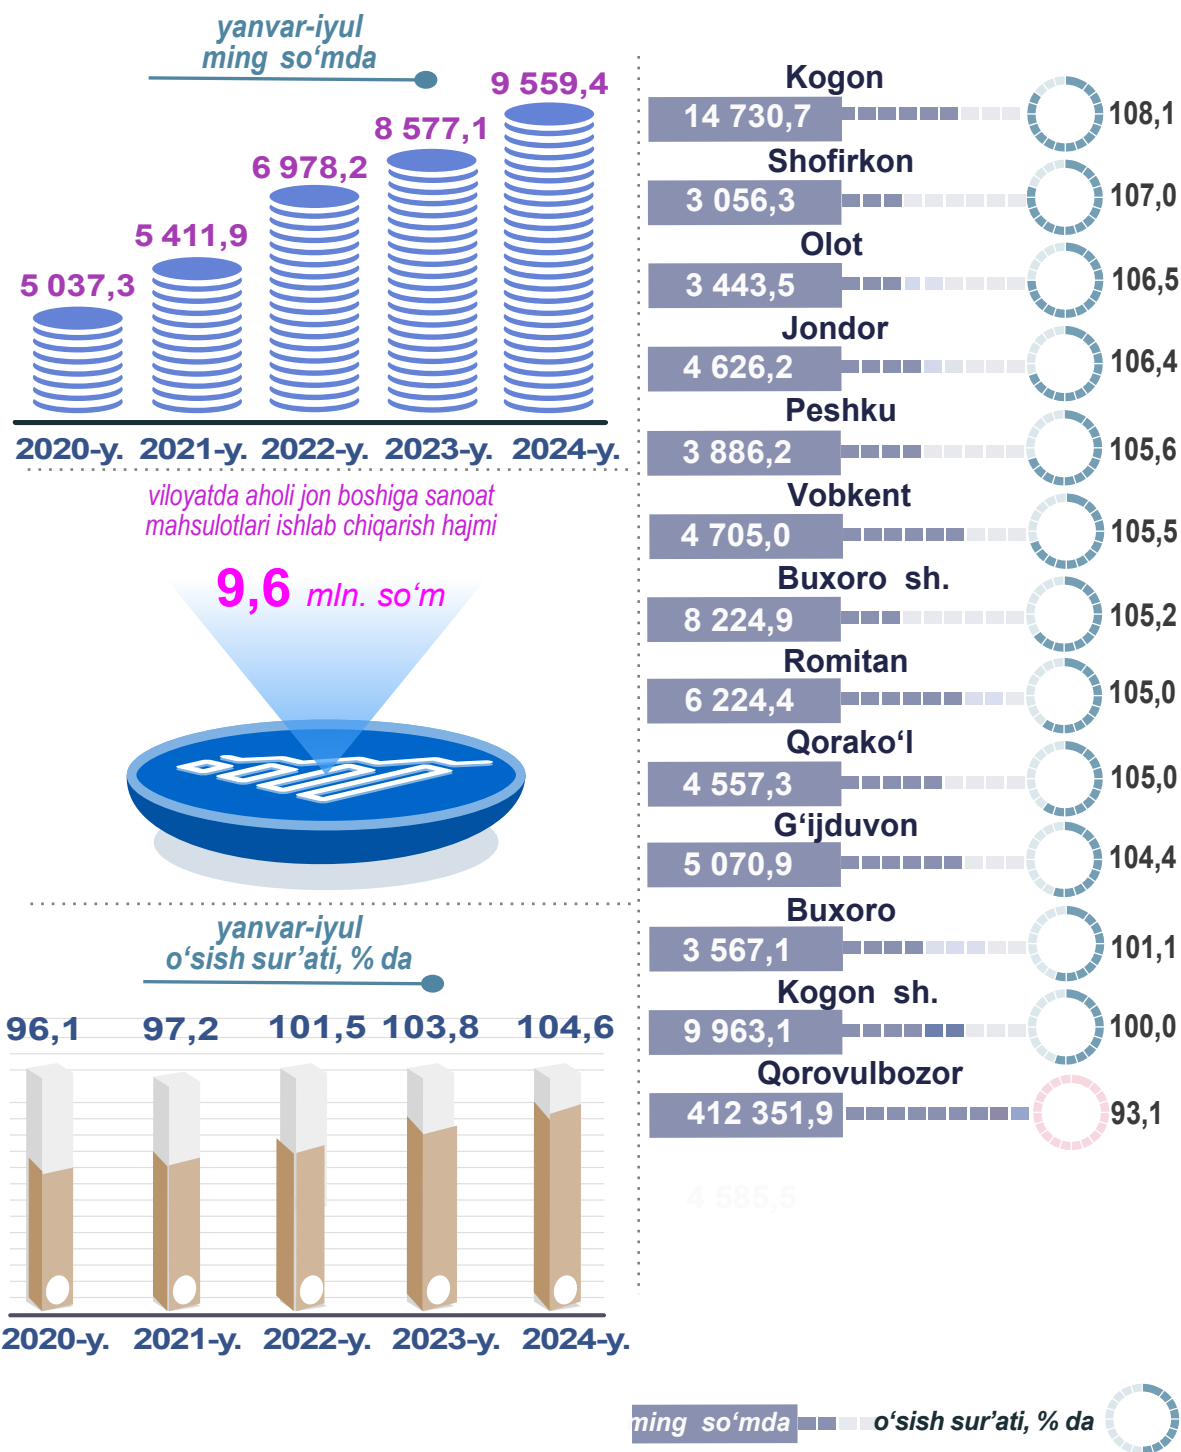 yanvar-iyul
ming so‘mda
5 037,3
5 411,9
6 978,2
8 577,1
9 559,4
2020-y. 2021-y. 2022-y. 2023-y. 2024-y.
viloyatda aholi jon boshiga sanoat
mahsulotlari ishlab chiqarish hajmi
9,6 mln. so‘m
yanvar-iyul
o‘sish sur’ati, % da
96,1 97,2 101,5 103,8 104,6
2020-y. 2021-y. 2022-y. 2023-y. 2024-y.
Kogon
14 730,7 108,1
Shofirkon
3 056,3 107,0
Olot
3 443,5 106,5
Jondor
4 626,2 106,4
Peshku
3 886,2 105,6
Vobkent
4 705,0 105,5
Buxoro sh.
8 224,9 105,2
Romitan
6 224,4 105,0
Qorako‘l
4 557,3 105,0
G‘ijduvon
5 070,9 104,4
Buxoro
3 567,1 101,1
Kogon sh.
9 963,1 100,0
Qorovulbozor
412 351,9 93,1
4 585,5
ming so‘mda o‘sish sur’ati, % da